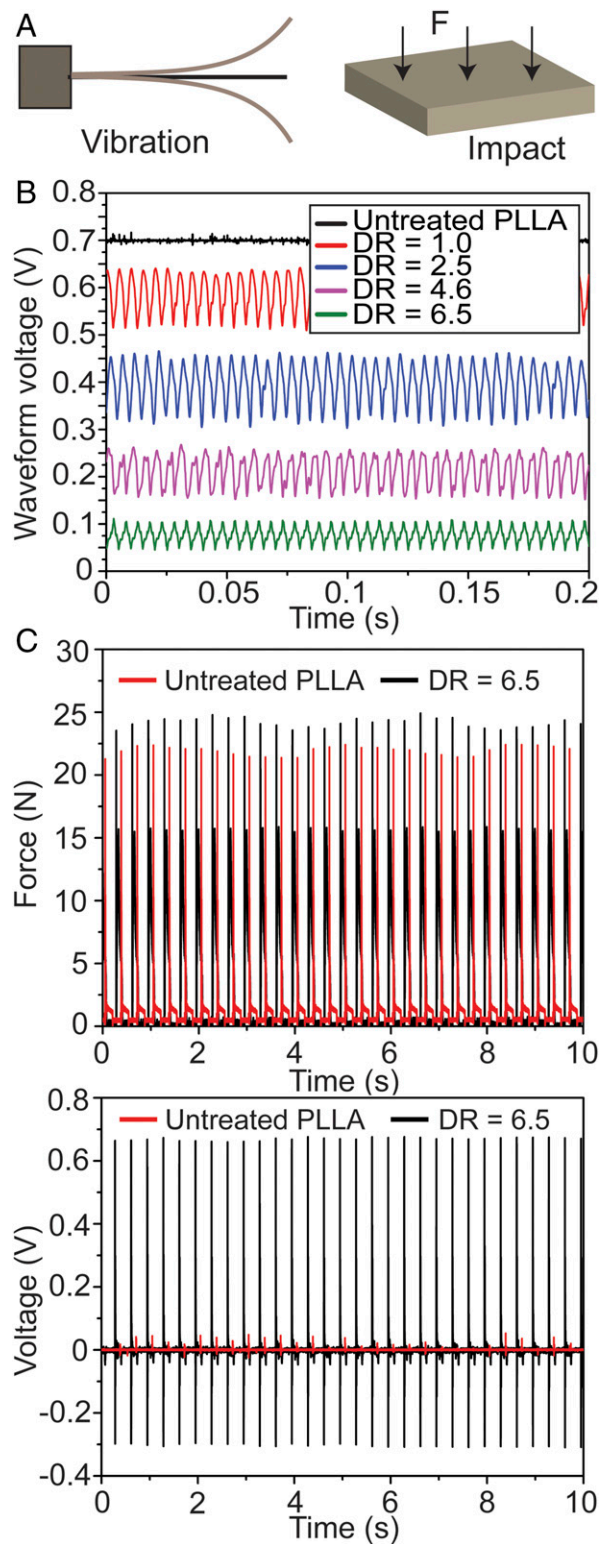 A
F
Vibration
Impact
B
0.8
0.7
0.6
0.5
0.4
0.3
0.2
0.1
0
Waveform voltage (V)
Untreated PLLA
DR = 1.0
DR = 2.5
DR = 4.6
DR = 6.5
0 0.05 0.1 0.15 0.2
Time (s)
C
30
25
20
15
10
5
0
Force (N)
Untreated PLLA DR = 6.5
0 2 4 6 8 10
Time (s)
0.8
0.6
0.4
0.2
0
-0.2
-0.4
Voltage (V)
Untreated PLLA DR = 6.5
0 2 4 6 8 10
Time (s)